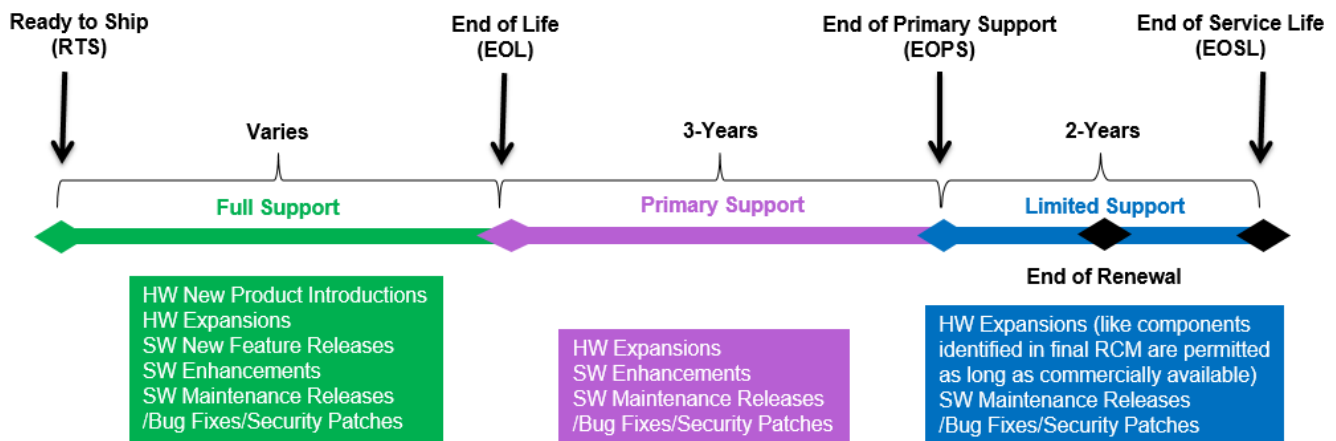 Ready to Ship
(RTS)
End of Life
(EOL)
End of Primary Support
(EOPS)
End of Service Life
(EOSL)
Varies
3-Years
2-Years
Full Support
Primary Support
Limited Support
End of Renewal
HW New Product Introductions
HW Expansions
SW New Feature Releases
SW Enhancements
SW Maintenance Releases
/Bug Fixes/Security Patches
HW Expansions
SW Enhancements
SW Maintenance Releases
/Bug Fixes/Security Patches
HW Expansions (like components
identified in final RCM are permitted
as long as commercially available)
SW Maintenance Releases
/Bug Fixes/Security Patches